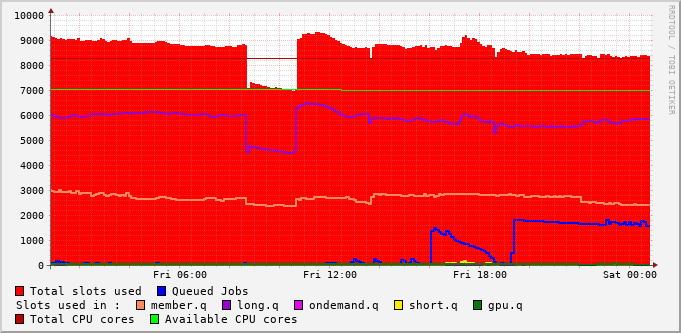 10000
9000
8000
7000
6000
5000
4000
3000
2000
1000
0
Fri 06:00 Fri 12:00 Fri 18:00 Sat 00:00
RRDTOOL / TOBI OETIKER
Total slots used Queued Jobs
Slots used in : member.q long.q ondemand.q short.q gpu.q
Total CPU cores Available CPU cores